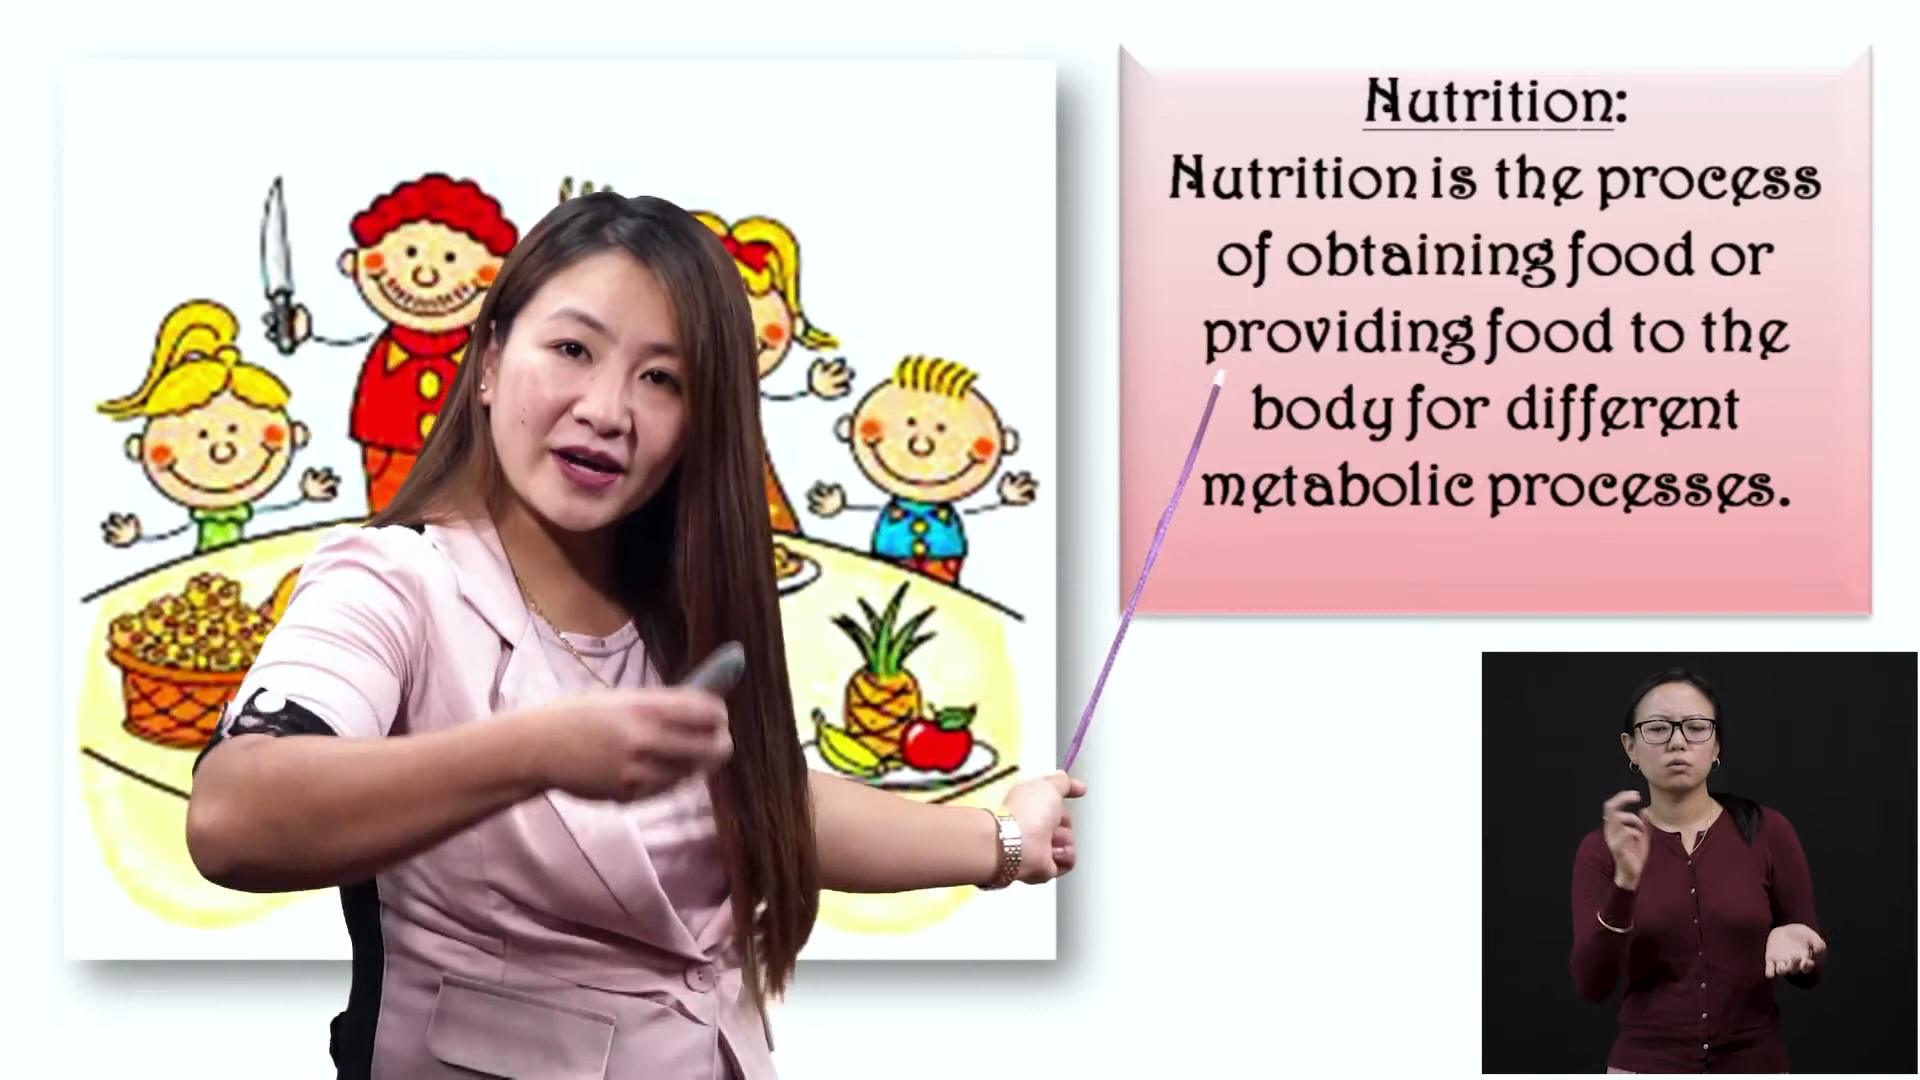 Nutrition:
Nutrition is the process
of obtaining food or
providing food to the
body for different
metabolic processes.